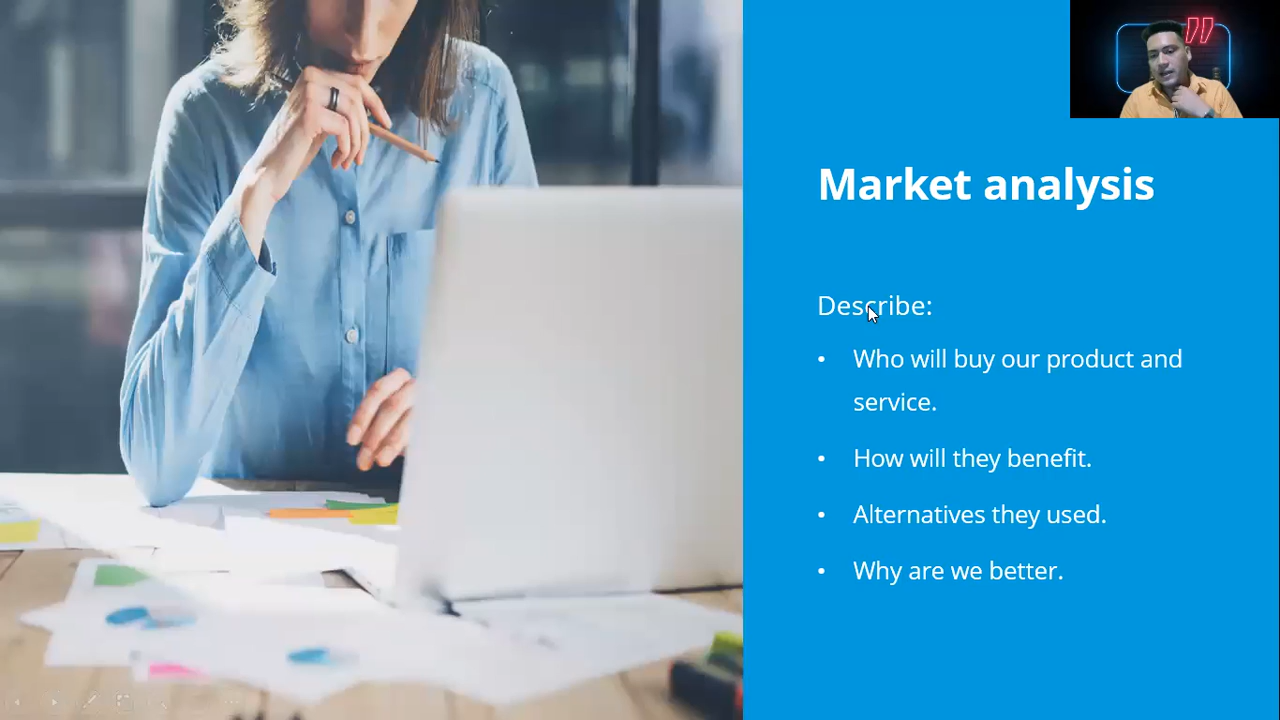 Market analysis
Describe:
• Who will buy our product and
service.
• How will they benefit.
• Alternatives they used.
• Why are we better.